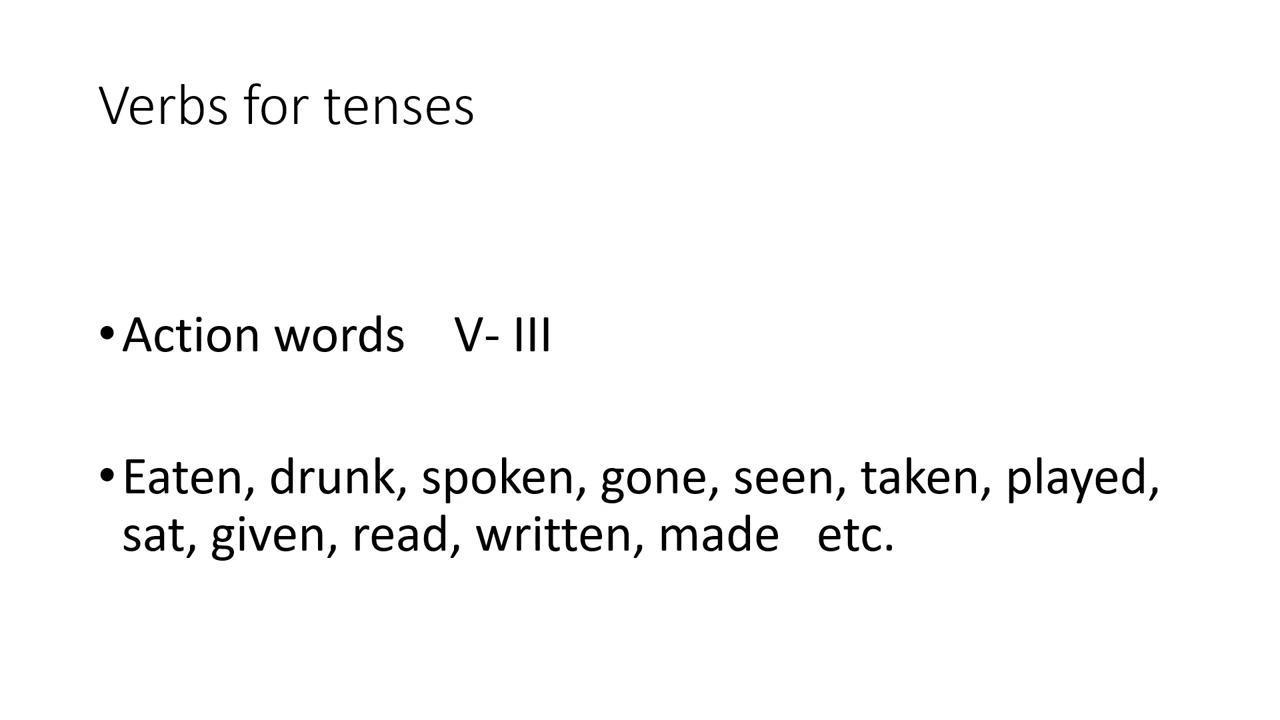 Verbs for tenses
•Action words    V- III
•Eaten, drunk, spoken, gone, seen, taken, played,
sat, given, read, written, made   etc.